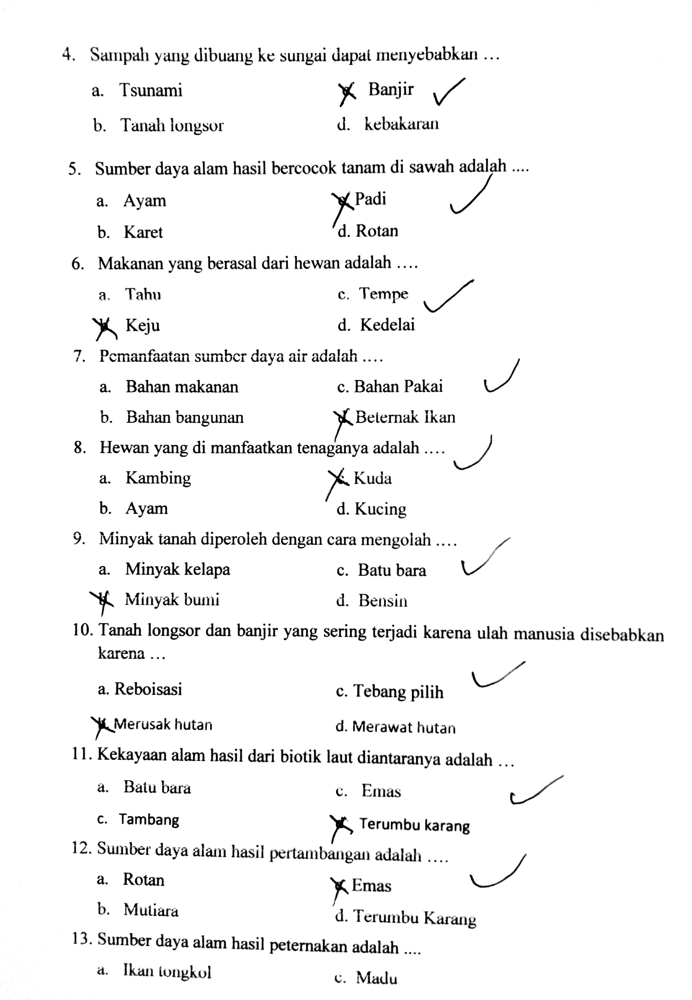 4. Sampah yang dibuang ke sungai dapat menyebabkan ...
a. Tsunami Banjir
b. Tanah longsor d. kebakaran
5. Sumber daya alam hasil bercocok tanam di sawah adalah ....
a. Ayam Padi
b. Karet d. Rotan
6. Makanan yang berasal dari hewan adalah ....
a. Tahu c. Tempe
Keju d. Kedelai
7. Pemanfaatan sumber daya air adalah ....
a. Bahan makanan c. Bahan Pakai
b. Bahan bangunan Beternak Ikan
8. Hewan yang di manfaatkan tenaganya adalah ....
a. Kambing Kuda
b. Ayam d. Kucing
9. Minyak tanah diperoleh dengan cara mengolah ....
a. Minyak kelapa c. Batu bara
Minyak bumi d. Bensin
10. Tanah longsor dan banjir yang sering terjadi karena ulah manusia disebabkan
karena ...
a. Reboisasi c. Tebang pilih
Merusak hutan d. Merawat hutan
11. Kekayaan alam hasil dari biotik laut diantaranya adalah ...
a. Batu bara c. Emas
c. Tambang Terumbu karang
12. Sumber daya alam hasil pertambangan adalah ....
a. Rotan Emas
b. Mutiara d. Terumbu Karang
13. Sumber daya alam hasil peternakan adalah ....
a. Ikan tongkol c. Madu